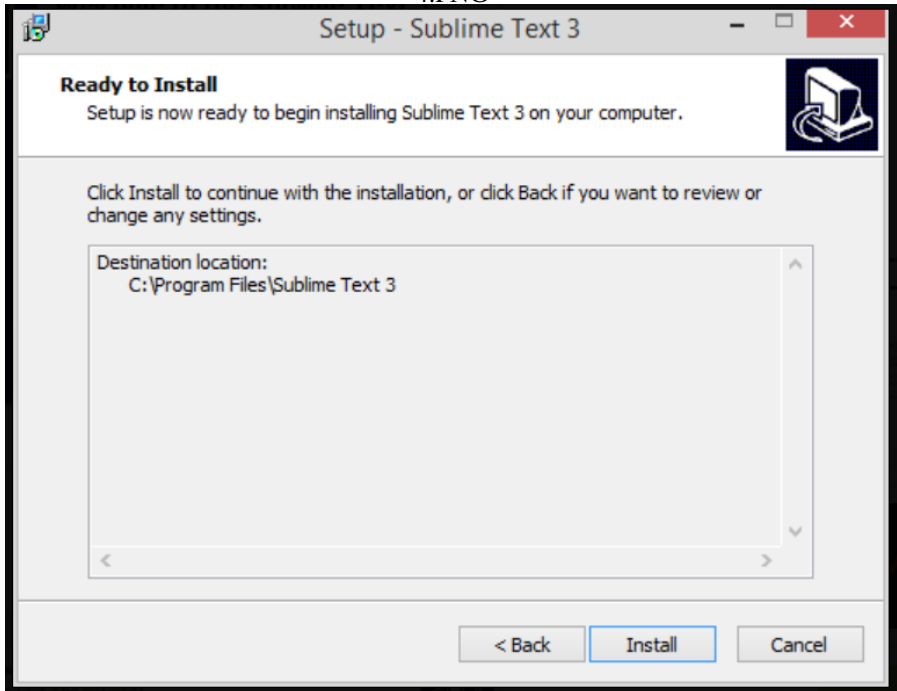 Setup - Sublime Text 3
Ready to Install
Setup is now ready to begin installing Sublime Text 3 on your computer.
Click Install to continue with the installation, or click Back if you want to review or
change any settings.
Destination location:
C:\Program Files\Sublime Text 3
< Back
Install
Cancel